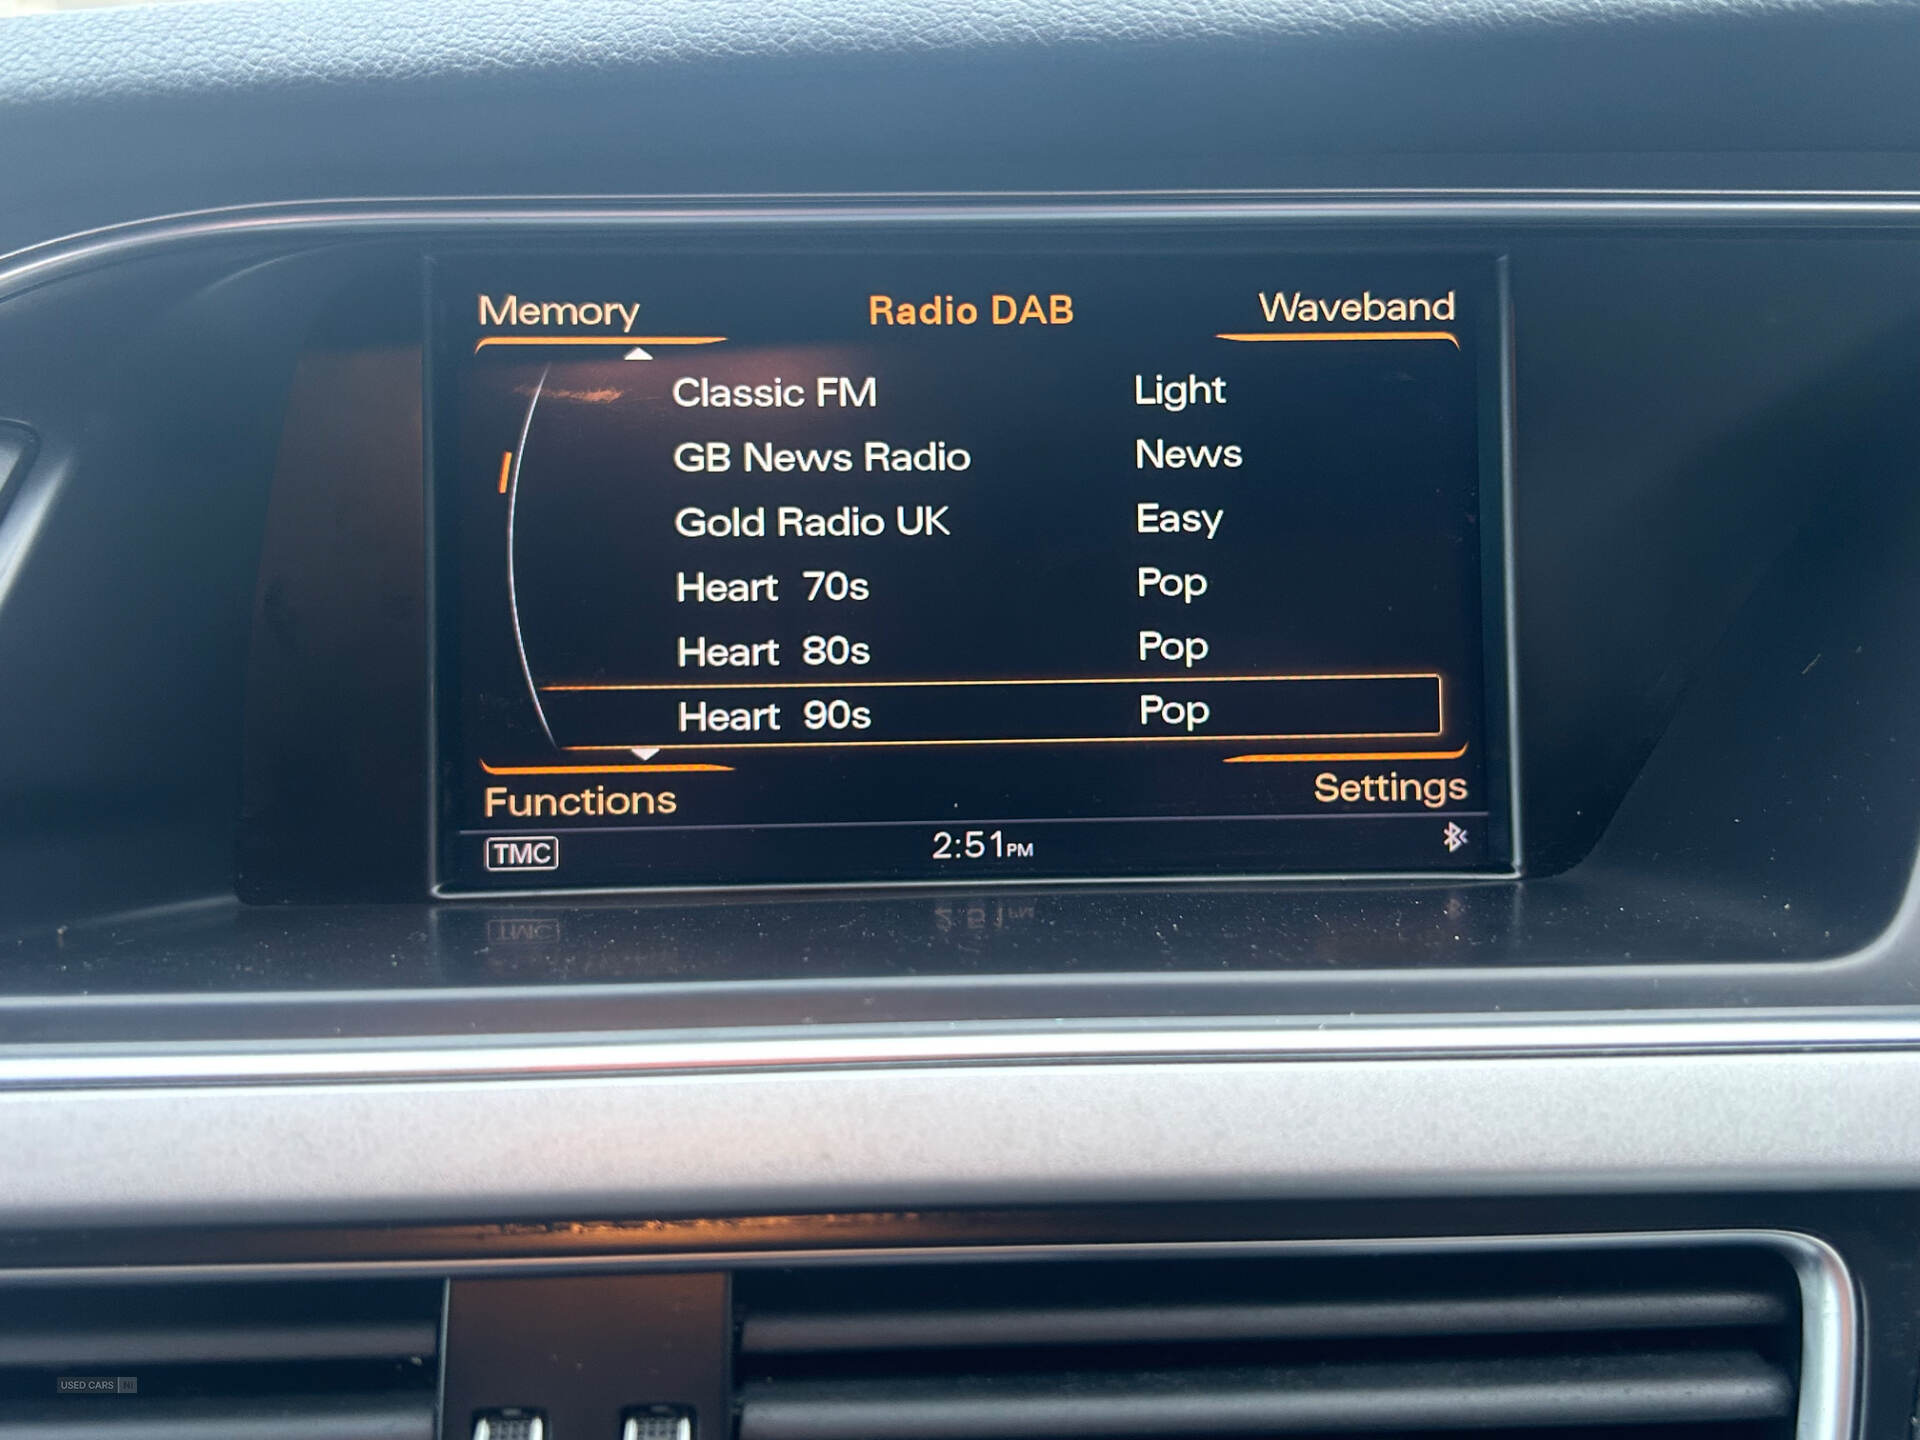 Memory Radio DAB Waveband
Classic FM Light
GB News Radio News
Gold Radio UK Easy
Heart 70s Pop
Heart 80s Pop
Heart 90s Pop
Functions Settings
TMC 2:51PM
USED CARS NI